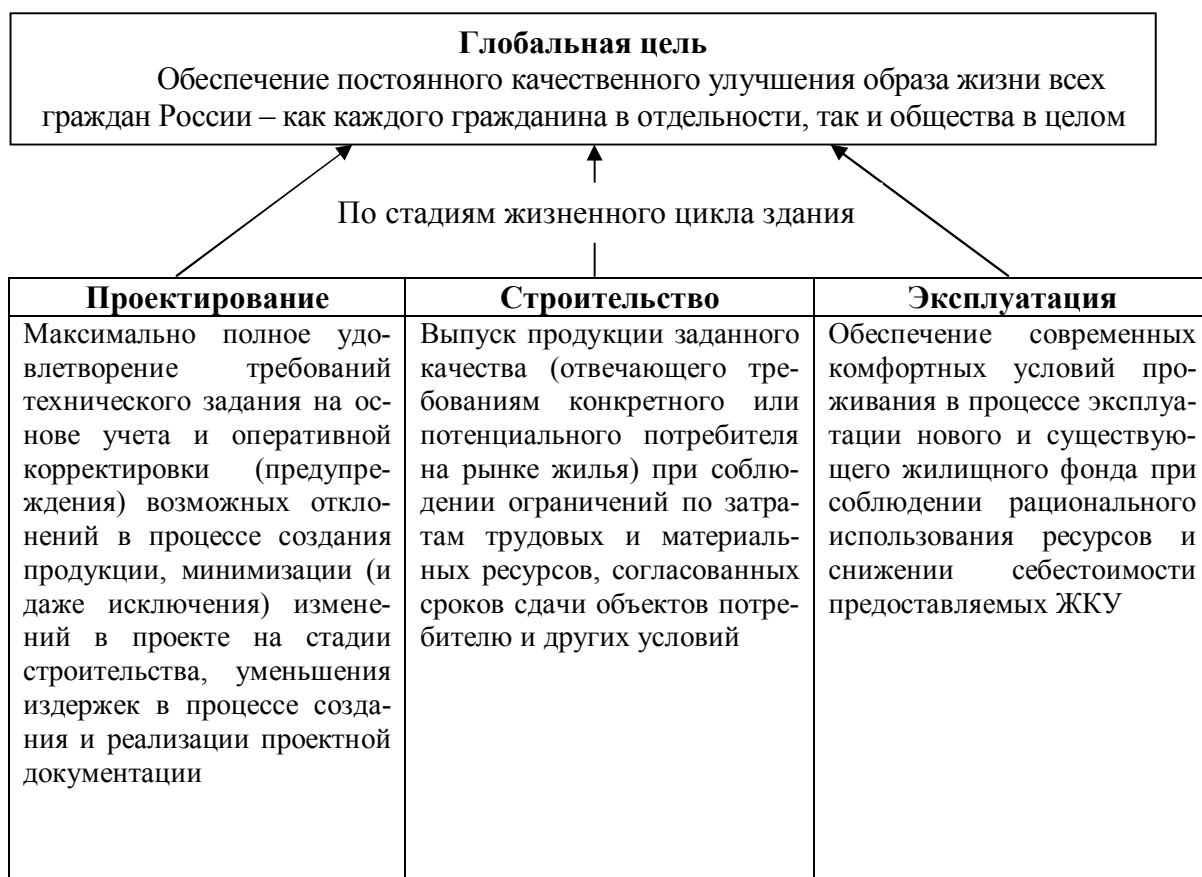 Глобальная цель
Обеспечение постоянного качественного улучшения образа жизни всех
граждан России – как каждого гражданина в отдельности, так и общества в целом
По стадиям жизненного цикла здания
Проектирование
Максимально полное удо-
влетворение требований
технического задания на ос-
нове учета и оперативной
корректировки (предупре-
ждения) возможных откло-
нений в процессе создания
продукции, минимизации (и
даже исключения) измене-
ний в проекте на стадии
строительства, уменьшения
издержек в процессе созда-
ния и реализации проектной
документации
Строительство
Выпуск продукции заданного
качества (отвечающего тре-
бованиям конкретного или
потенциального потребителя
на рынке жилья) при соблю-
дении ограничений по затра-
там трудовых и материаль-
ных ресурсов, согласованных
сроков сдачи объектов потре-
бителю и других условий
Эксплуатация
Обеспечение современных
комфортных условий про-
живания в процессе эксплуа-
тации нового и существую-
щего жилищного фонда при
соблюдении рационального
использования ресурсов и
снижении себестоимости
предоставляемых ЖКУ